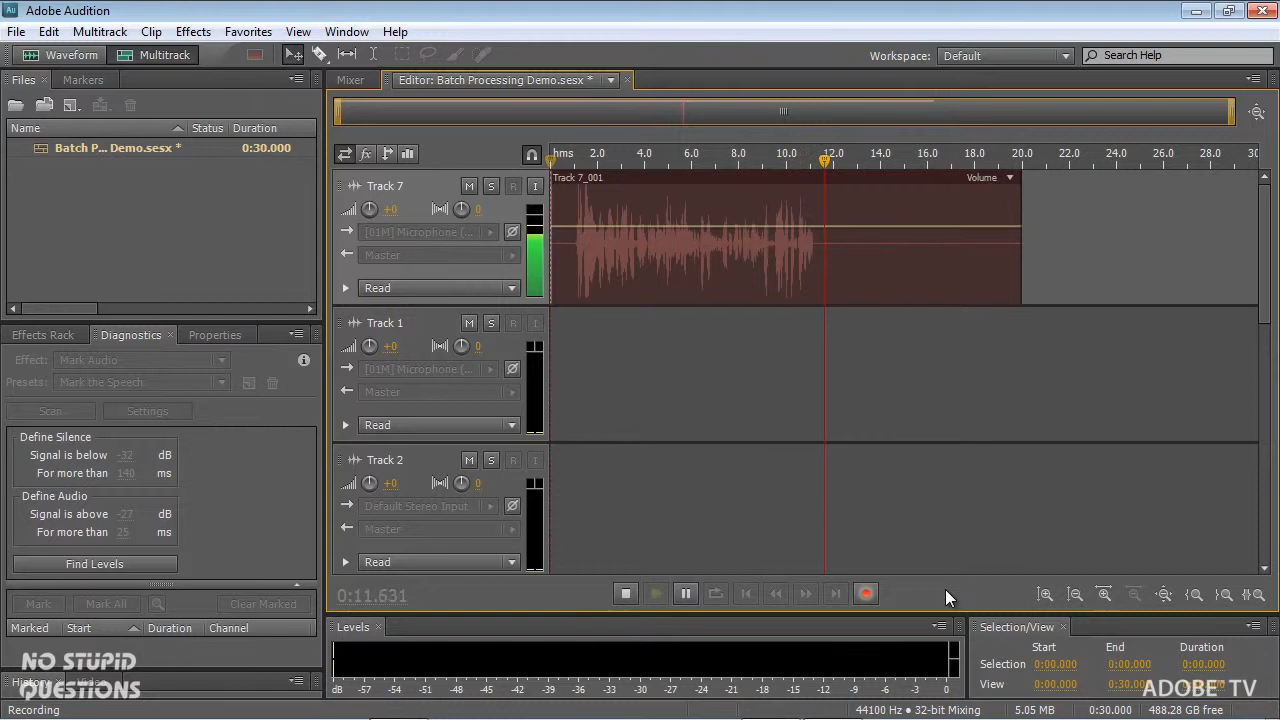 Au Adobe Audition
File Edit Multitrack Clip Effects Favorites View Window Help
Waveform Multitrack Workspace: Default Search Help
Files Markers
Name Status Duration
Batch P... Demo.sesx * 0:30.000
Mixer Editor: Batch Processing Demo.sesx *
hms 2.0 4.0 6.0 8.0 10.0 12.0 14.0 16.0 18.0 20.0 22.0 24.0 26.0 28.0 30
Track 7 M S R I
+0 0
[01M] Microphone (...
Master
Read
Track 7_001 Volume
Track 1 M S R I
+0 0
[01M] Microphone (...
Master
Read
Track 2 M S R I
+0 0
Default Stereo Input
Master
Read
Effects Rack Diagnostics Properties
Effect: Mark Audio
Presets: Mark the Speech
Scan Settings
Define Silence
Signal is below -32 dB
For more than 140 ms
Define Audio
Signal is above -27 dB
For more than 25 ms
Find Levels
Mark Mark All Clear Marked
Marked Start Duration Channel
0:11.631
Levels
dB -57 -54 -51 -48 -45 -42 -39 -36 -33 -30 -27 -24 -21 -18 -15 -12 -9 -6 -3 0
Selection/View
Start End Duration
Selection 0:00.000 0:00.000 0:00.000
View 0:00.000 0:30.000
NO STUPID
QUESTIONS
ADOBE TV
Recording 44100 Hz • 32-bit Mixing 5.05 MB 0:30.000 488.28 GB free